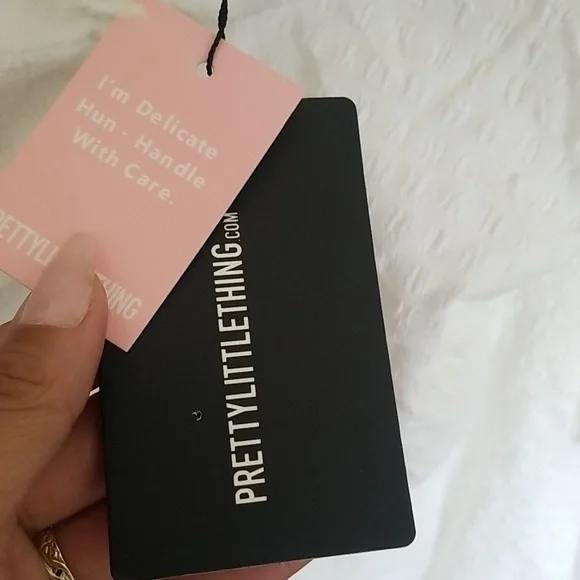 I'm Delicate
Hun - Handle
With Care.
PRETTYLITTLETHING.COM